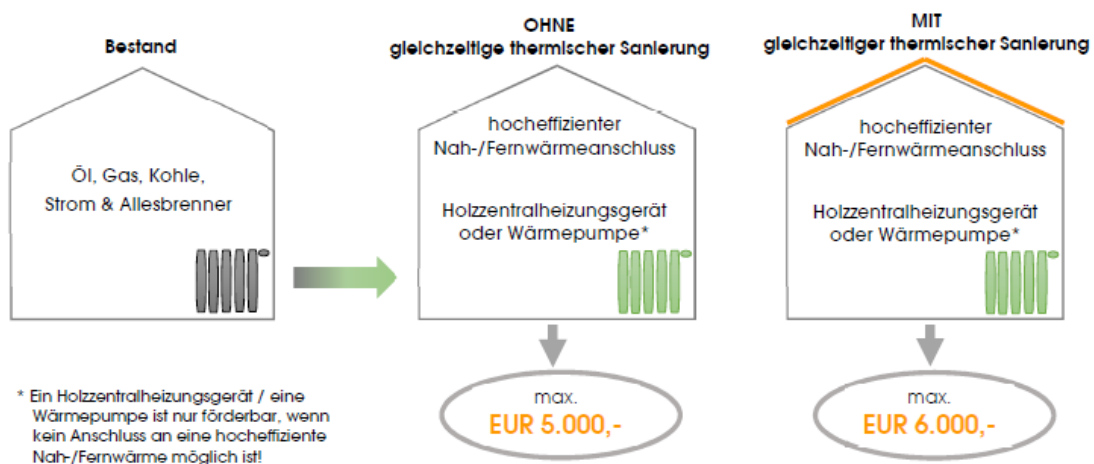 Bestand
Öl, Gas, Kohle,
Strom & Allesbrenner
* Ein Holzzentralheizungsgerät / eine
Wärmepumpe ist nur förderbar, wenn
kein Anschluss an eine hocheffiziente
Nah-/Fernwärme möglich ist!
OHNE
gleichzeitige thermischer Sanierung
hocheffizienter
Nah-/Fernwärmeanschluss
Holzzentralheizungsgerät
oder Wärmepumpe*
max.
EUR 5.000,-
MIT
gleichzeitiger thermischer Sanierung
hocheffizienter
Nah-/Fernwärmeanschluss
Holzzentralheizungsgerät
oder Wärmepumpe*
max.
EUR 6.000,-